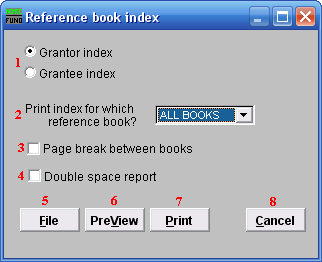 FUND
Reference book index
1
Grantor index
Grantee index
2 Print index for which
reference book?
ALL BOOKS
3 Page break between books
4 Double space report
5 6 7 8
File PreView Print Cancel